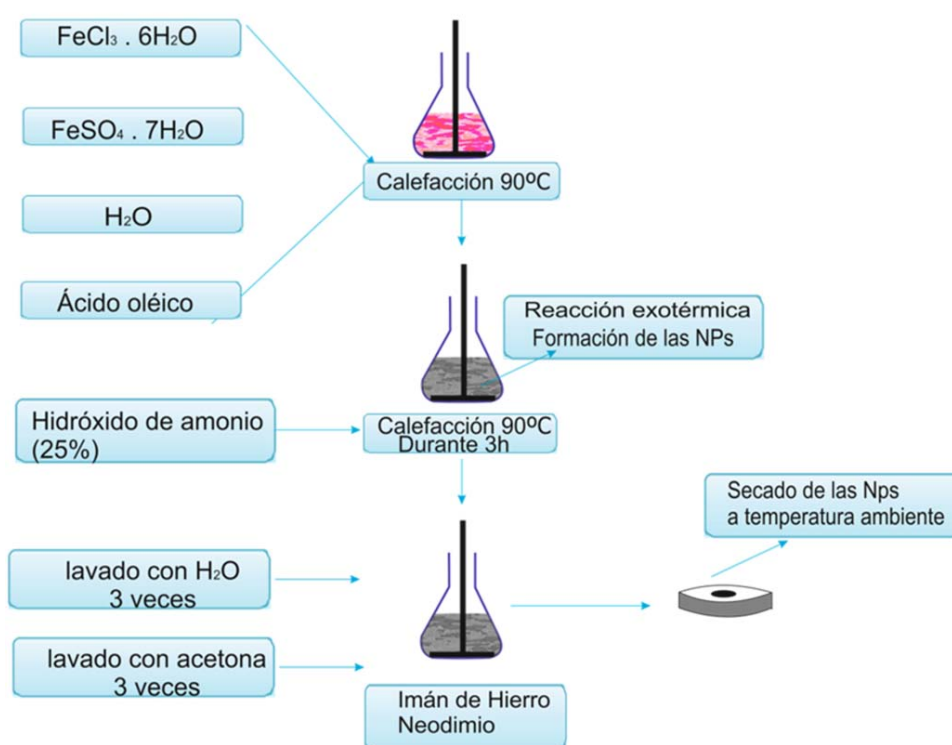 FeCl₃ . 6H₂O
FeSO₄ . 7H₂O
H₂O
Ácido oléico
Calefacción 90ºC
Reacción exotérmica
Formación de las NPs
Hidróxido de amonio
(25%)
Calefacción 90ºC
Durante 3h
Secado de las Nps
a temperatura ambiente
lavado con H₂O
3 veces
lavado con acetona
3 veces
Imán de Hierro
Neodimio